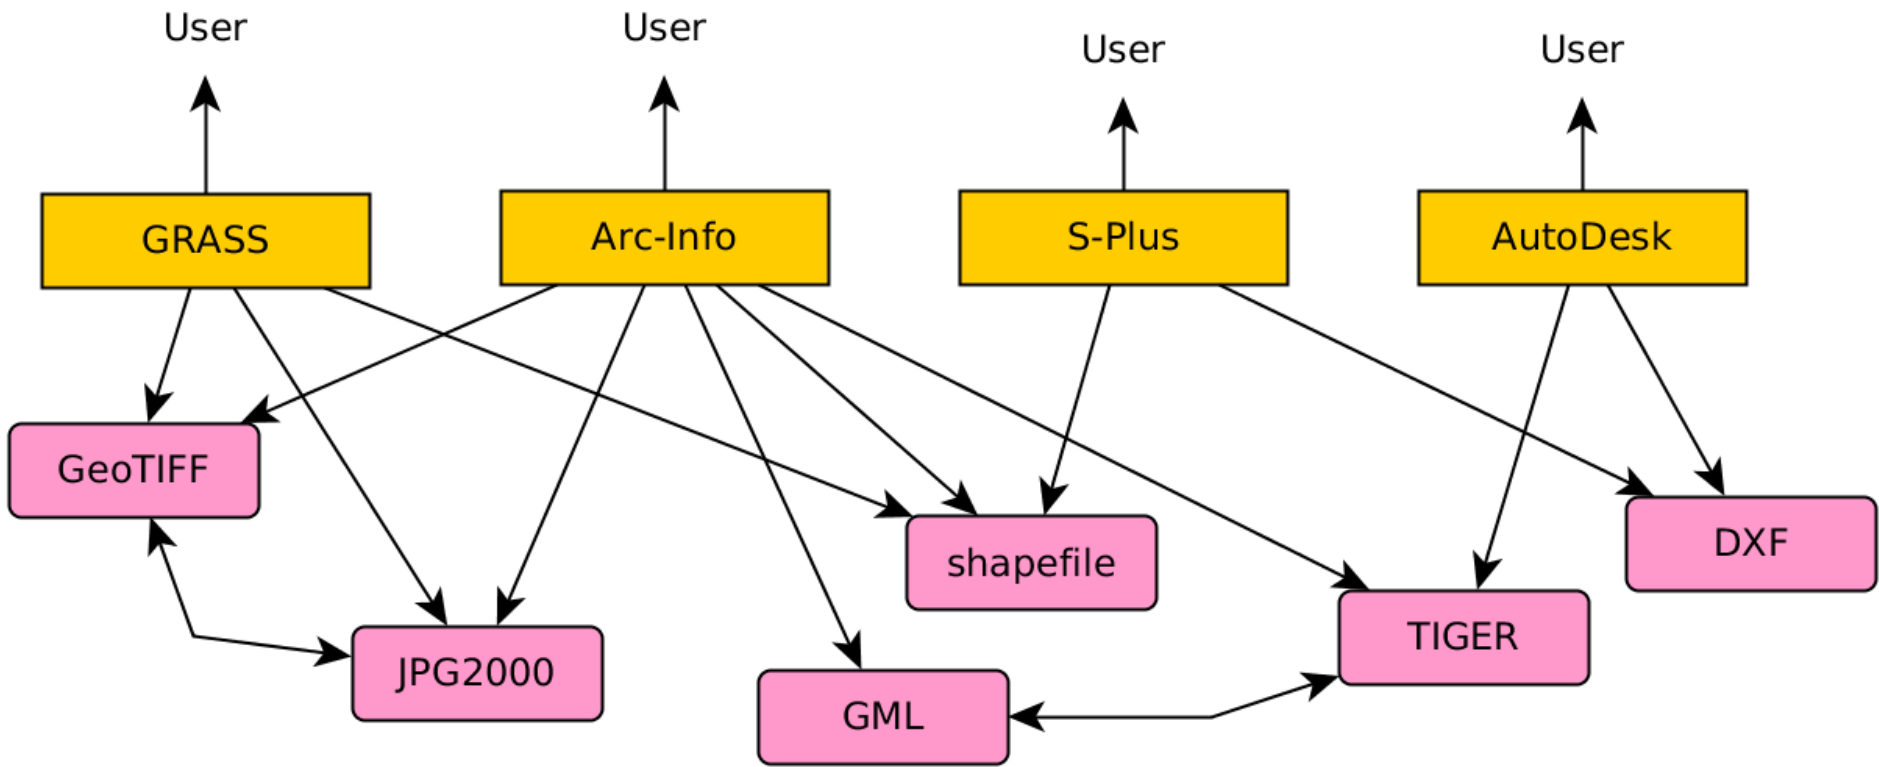 User
User
User
User
GRASS
Arc-Info
S-Plus
AutoDesk
GeoTIFF
shapefile
DXF
TIGER
JPG2000
GML